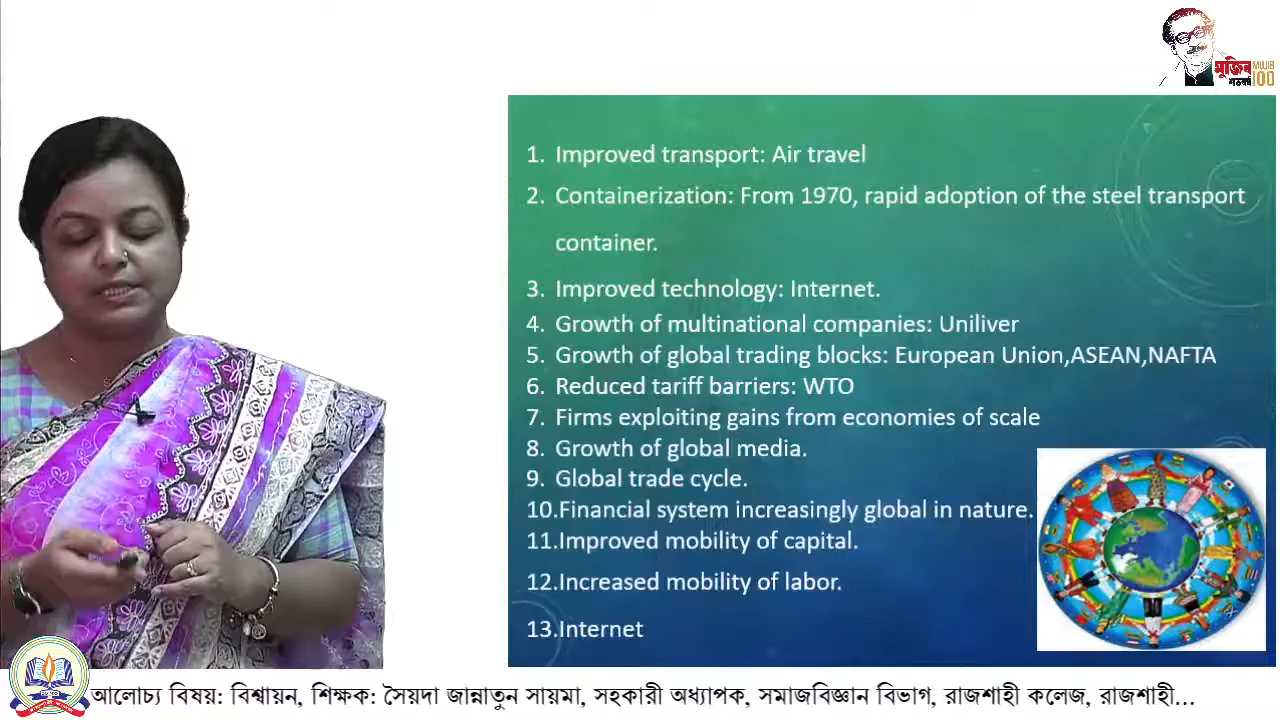 মুজিব MUJIB
শতবর্ষ 100
1. Improved transport: Air travel
2. Containerization: From 1970, rapid adoption of the steel transport
container.
3. Improved technology: Internet.
4. Growth of multinational companies: Uniliver
5. Growth of global trading blocks: European Union,ASEAN,NAFTA
6. Reduced tariff barriers: WTO
7. Firms exploiting gains from economies of scale
8. Growth of global media.
9. Global trade cycle.
10.Financial system increasingly global in nature.
11.Improved mobility of capital.
12.Increased mobility of labor.
13.Internet
আলোচ্য বিষয়: বিশ্বায়ন, শিক্ষক: সৈয়দা জান্নাতুন সায়মা, সহকারী অধ্যাপক, সমাজবিজ্ঞান বিভাগ, রাজশাহী কলেজ, রাজশাহী...